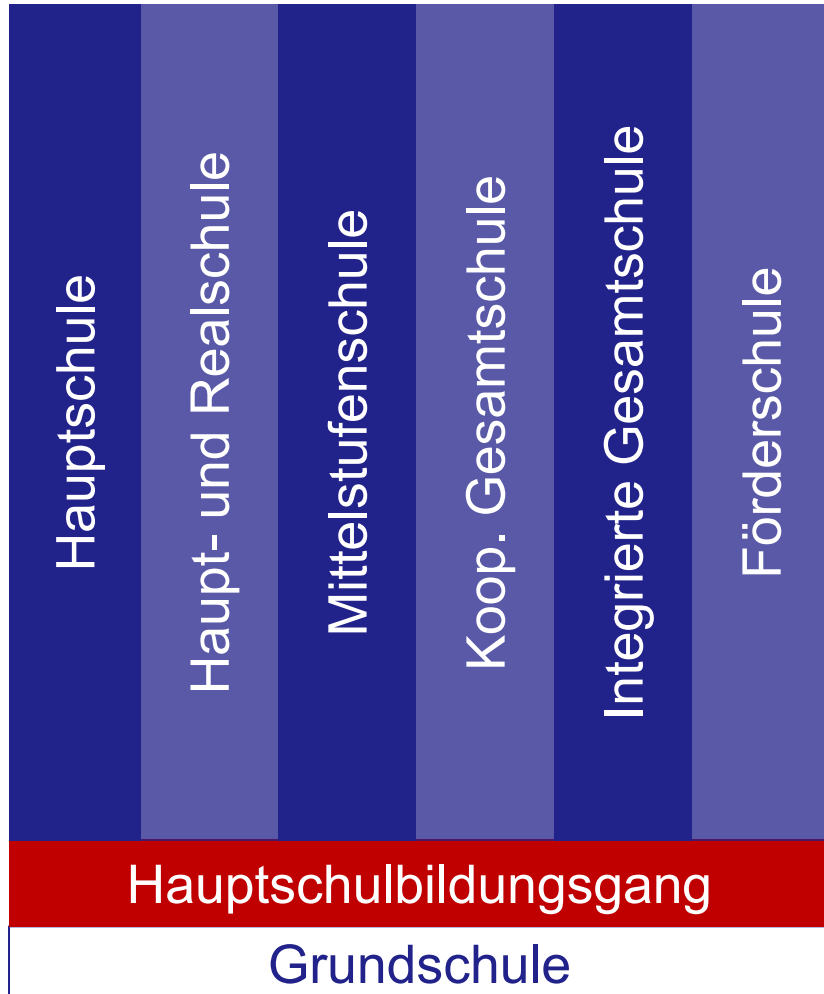 Hauptschule
Haupt- und Realschule
Mittelstufenschule
Koop. Gesamtschule
Integrierte Gesamtschule
Förderschule
Hauptschulbildungsgang
Grundschule